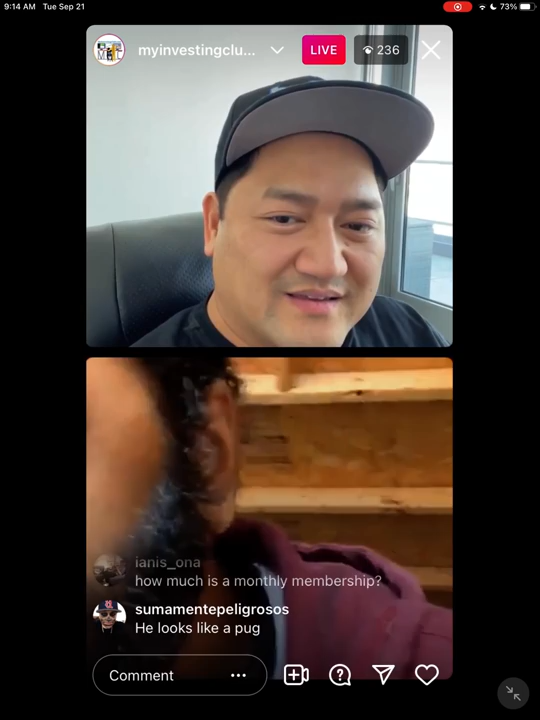 9:14 AM Tue Sep 21
73%
myinvestingclu...
LIVE
236
ianis_ona
how much is a monthly membership?
sumamentepeligrosos
He looks like a pug
Comment